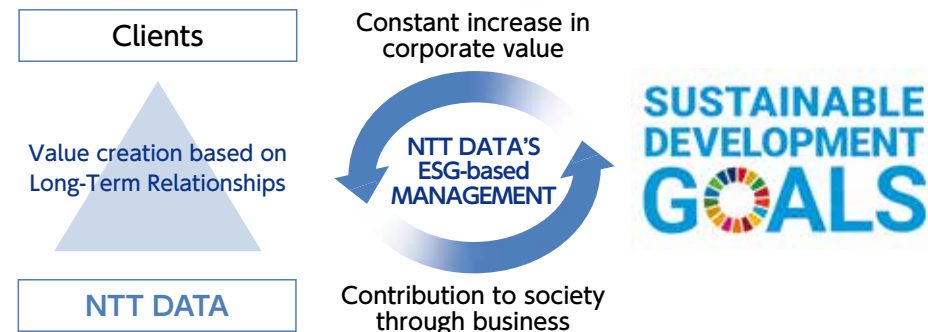 Clients
Value creation based on
Long-Term Relationships
NTT DATA
Constant increase in
corporate value
NTT DATA’S
ESG-based
MANAGEMENT
Contribution to society
through business
SUSTAINABLE
DEVELOPMENT
GOALS